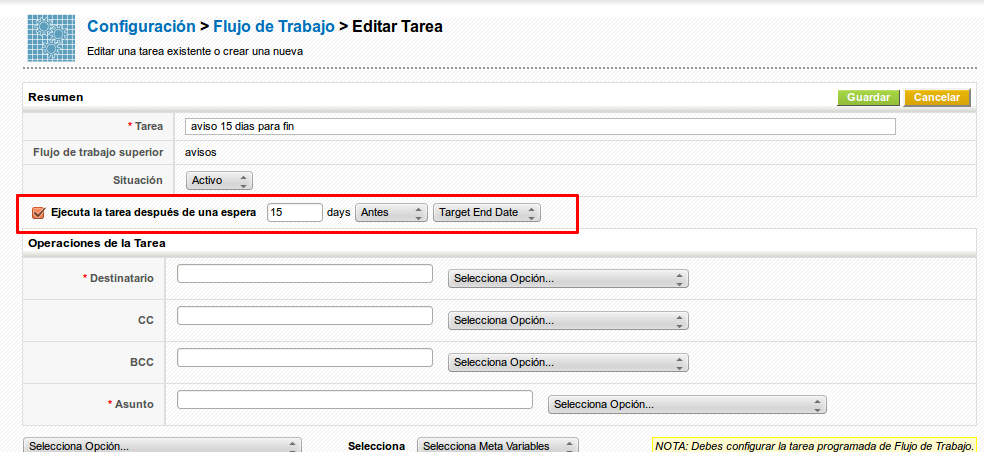 Configuración > Flujo de Trabajo > Editar Tarea
Editar una tarea existente o crear una nueva
Resumen Guardar Cancelar
* Tarea aviso 15 dias para fin
Flujo de trabajo superior avisos
Situación Activo
Ejecuta la tarea después de una espera 15 days Antes Target End Date
Operaciones de la Tarea
* Destinatario Selecciona Opción...
CC Selecciona Opción...
BCC Selecciona Opción...
* Asunto Selecciona Opción...
Selecciona Opción... Selecciona Selecciona Meta Variables NOTA: Debes configurar la tarea programada de Flujo de Trabajo.